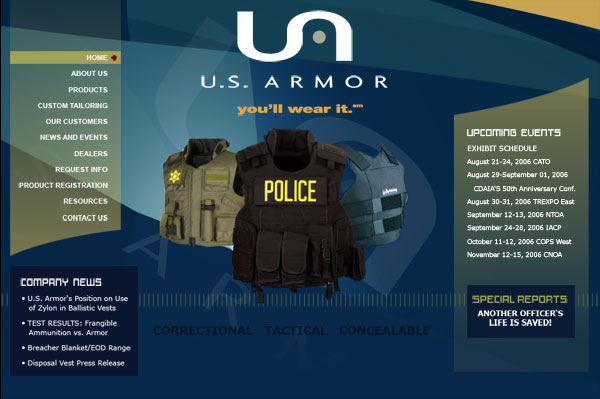 U.S. ARMOR
you'll wear it.℠
HOME
ABOUT US
PRODUCTS
CUSTOM TAILORING
OUR CUSTOMERS
NEWS AND EVENTS
DEALERS
REQUEST INFO
PRODUCT REGISTRATION
RESOURCES
CONTACT US
POLICE
CORRECTIONAL TACTICAL CONCEALABLE
COMPANY NEWS
• U.S. Armor's Position on Use
of Zylon in Ballistic Vests
• TEST RESULTS: Frangible
Ammunition vs. Armor
• Breacher Blanket/EOD Range
• Disposal Vest Press Release
UPCOMING EVENTS
EXHIBIT SCHEDULE
August 21-24, 2006 CATO
August 29-September 01, 2006
CDAIA'S 50th Anniversary Conf.
August 30-31, 2006 TREXPO East
September 12-13, 2006 NTOA
September 24-28, 2006 IACP
October 11-12, 2006 COPS West
November 12-15, 2006 CNOA
SPECIAL REPORTS
ANOTHER OFFICER'S
LIFE IS SAVED!